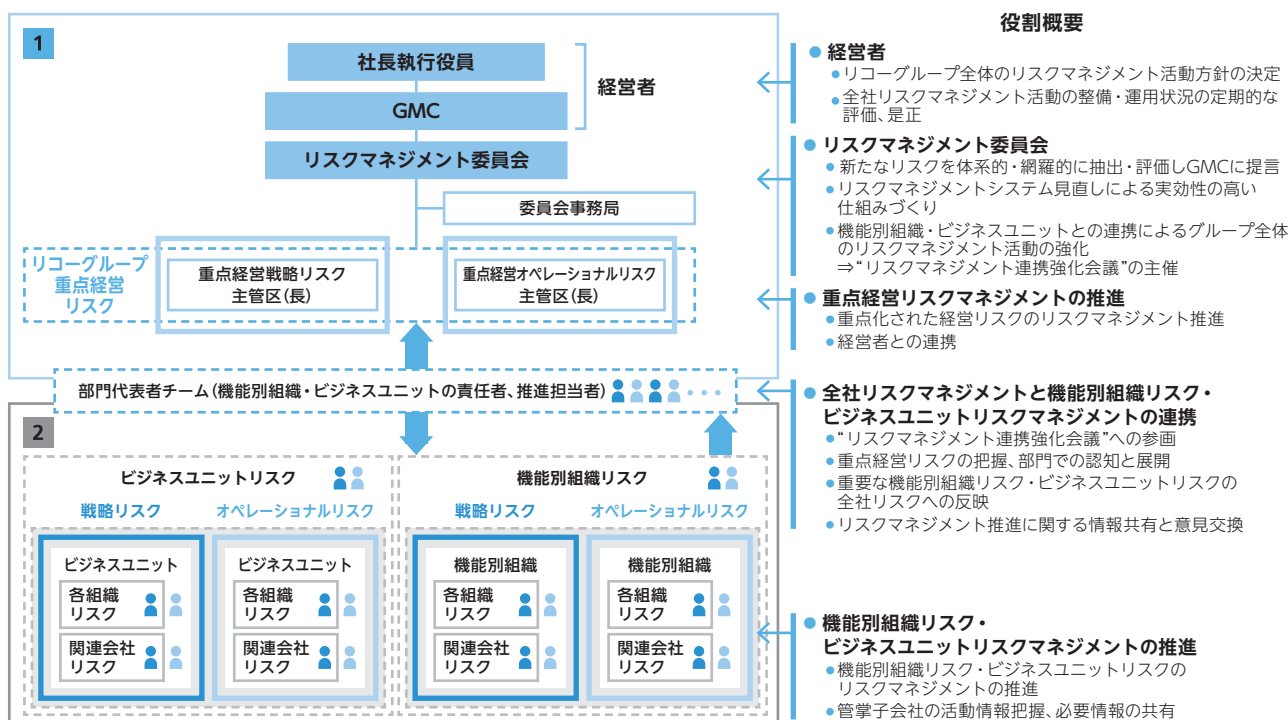 1
社長執行役員
GMC
経営者
リスクマネジメント委員会
委員会事務局
リコーグループ
重点経営
リスク
重点経営戦略リスク
主管区(長)
重点経営オペレーショナルリスク
主管区(長)
部門代表者チーム(機能別組織・ビジネスユニットの責任者、推進担当者)
2
ビジネスユニットリスク
戦略リスク
オペレーショナルリスク
ビジネスユニット
各組織
リスク
関連会社
リスク
ビジネスユニット
各組織
リスク
関連会社
リスク
機能別組織リスク
戦略リスク
オペレーショナルリスク
機能別組織
各組織
リスク
関連会社
リスク
機能別組織
各組織
リスク
関連会社
リスク
役割概要
● 経営者
●リコーグループ全体のリスクマネジメント活動方針の決定
●全社リスクマネジメント活動の整備・運用状況の定期的な
評価、是正
● リスクマネジメント委員会
●新たなリスクを体系的・網羅的に抽出・評価しGMCに提言
●リスクマネジメントシステム見直しによる実効性の高い
仕組みづくり
●機能別組織・ビジネスユニットとの連携によるグループ全体
のリスクマネジメント活動の強化
⇒“リスクマネジメント連携強化会議”の主催
● 重点経営リスクマネジメントの推進
●重点化された経営リスクのリスクマネジメント推進
●経営者との連携
● 全社リスクマネジメントと機能別組織リスク・
ビジネスユニットリスクマネジメントの連携
●“リスクマネジメント連携強化会議”への参画
●重点経営リスクの把握、部門での認知と展開
●重要な機能別組織リスク・ビジネスユニットリスクの
全社リスクへの反映
●リスクマネジメント推進に関する情報共有と意見交換
● 機能別組織リスク・
ビジネスユニットリスクマネジメントの推進
●機能別組織リスク・ビジネスユニットリスクの
リスクマネジメントの推進
●管掌子会社の活動情報把握、必要情報の共有